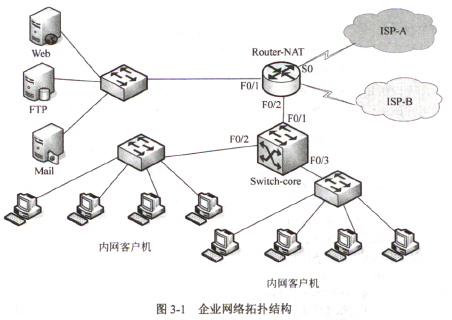 Web
FTP
Mail
Router-NAT
S0
ISP-A
ISP-B
F0/1
F0/2
F0/1
F0/2
F0/3
Switch-core
内网客户机
内网客户机
图 3-1 企业网络拓扑结构